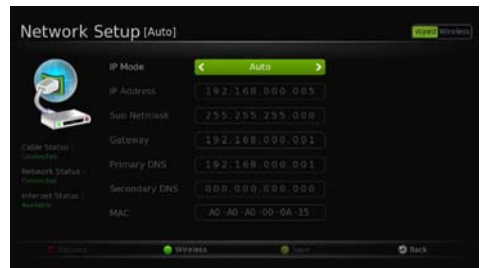 Network Setup [Auto]
Wired Wireless
IP Mode
Auto
IP Address
192.168.000.005
Sub Netmask
255.255.255.000
Gateway
192.168.000.001
Primary DNS
192.168.000.001
Secondary DNS
000.000.000.000
MAC
A0-A0-A0-00-0A-15
Cable Status :
Connected
Network Status :
Connected
Internet Status :
Available
Wireless
Save
Back